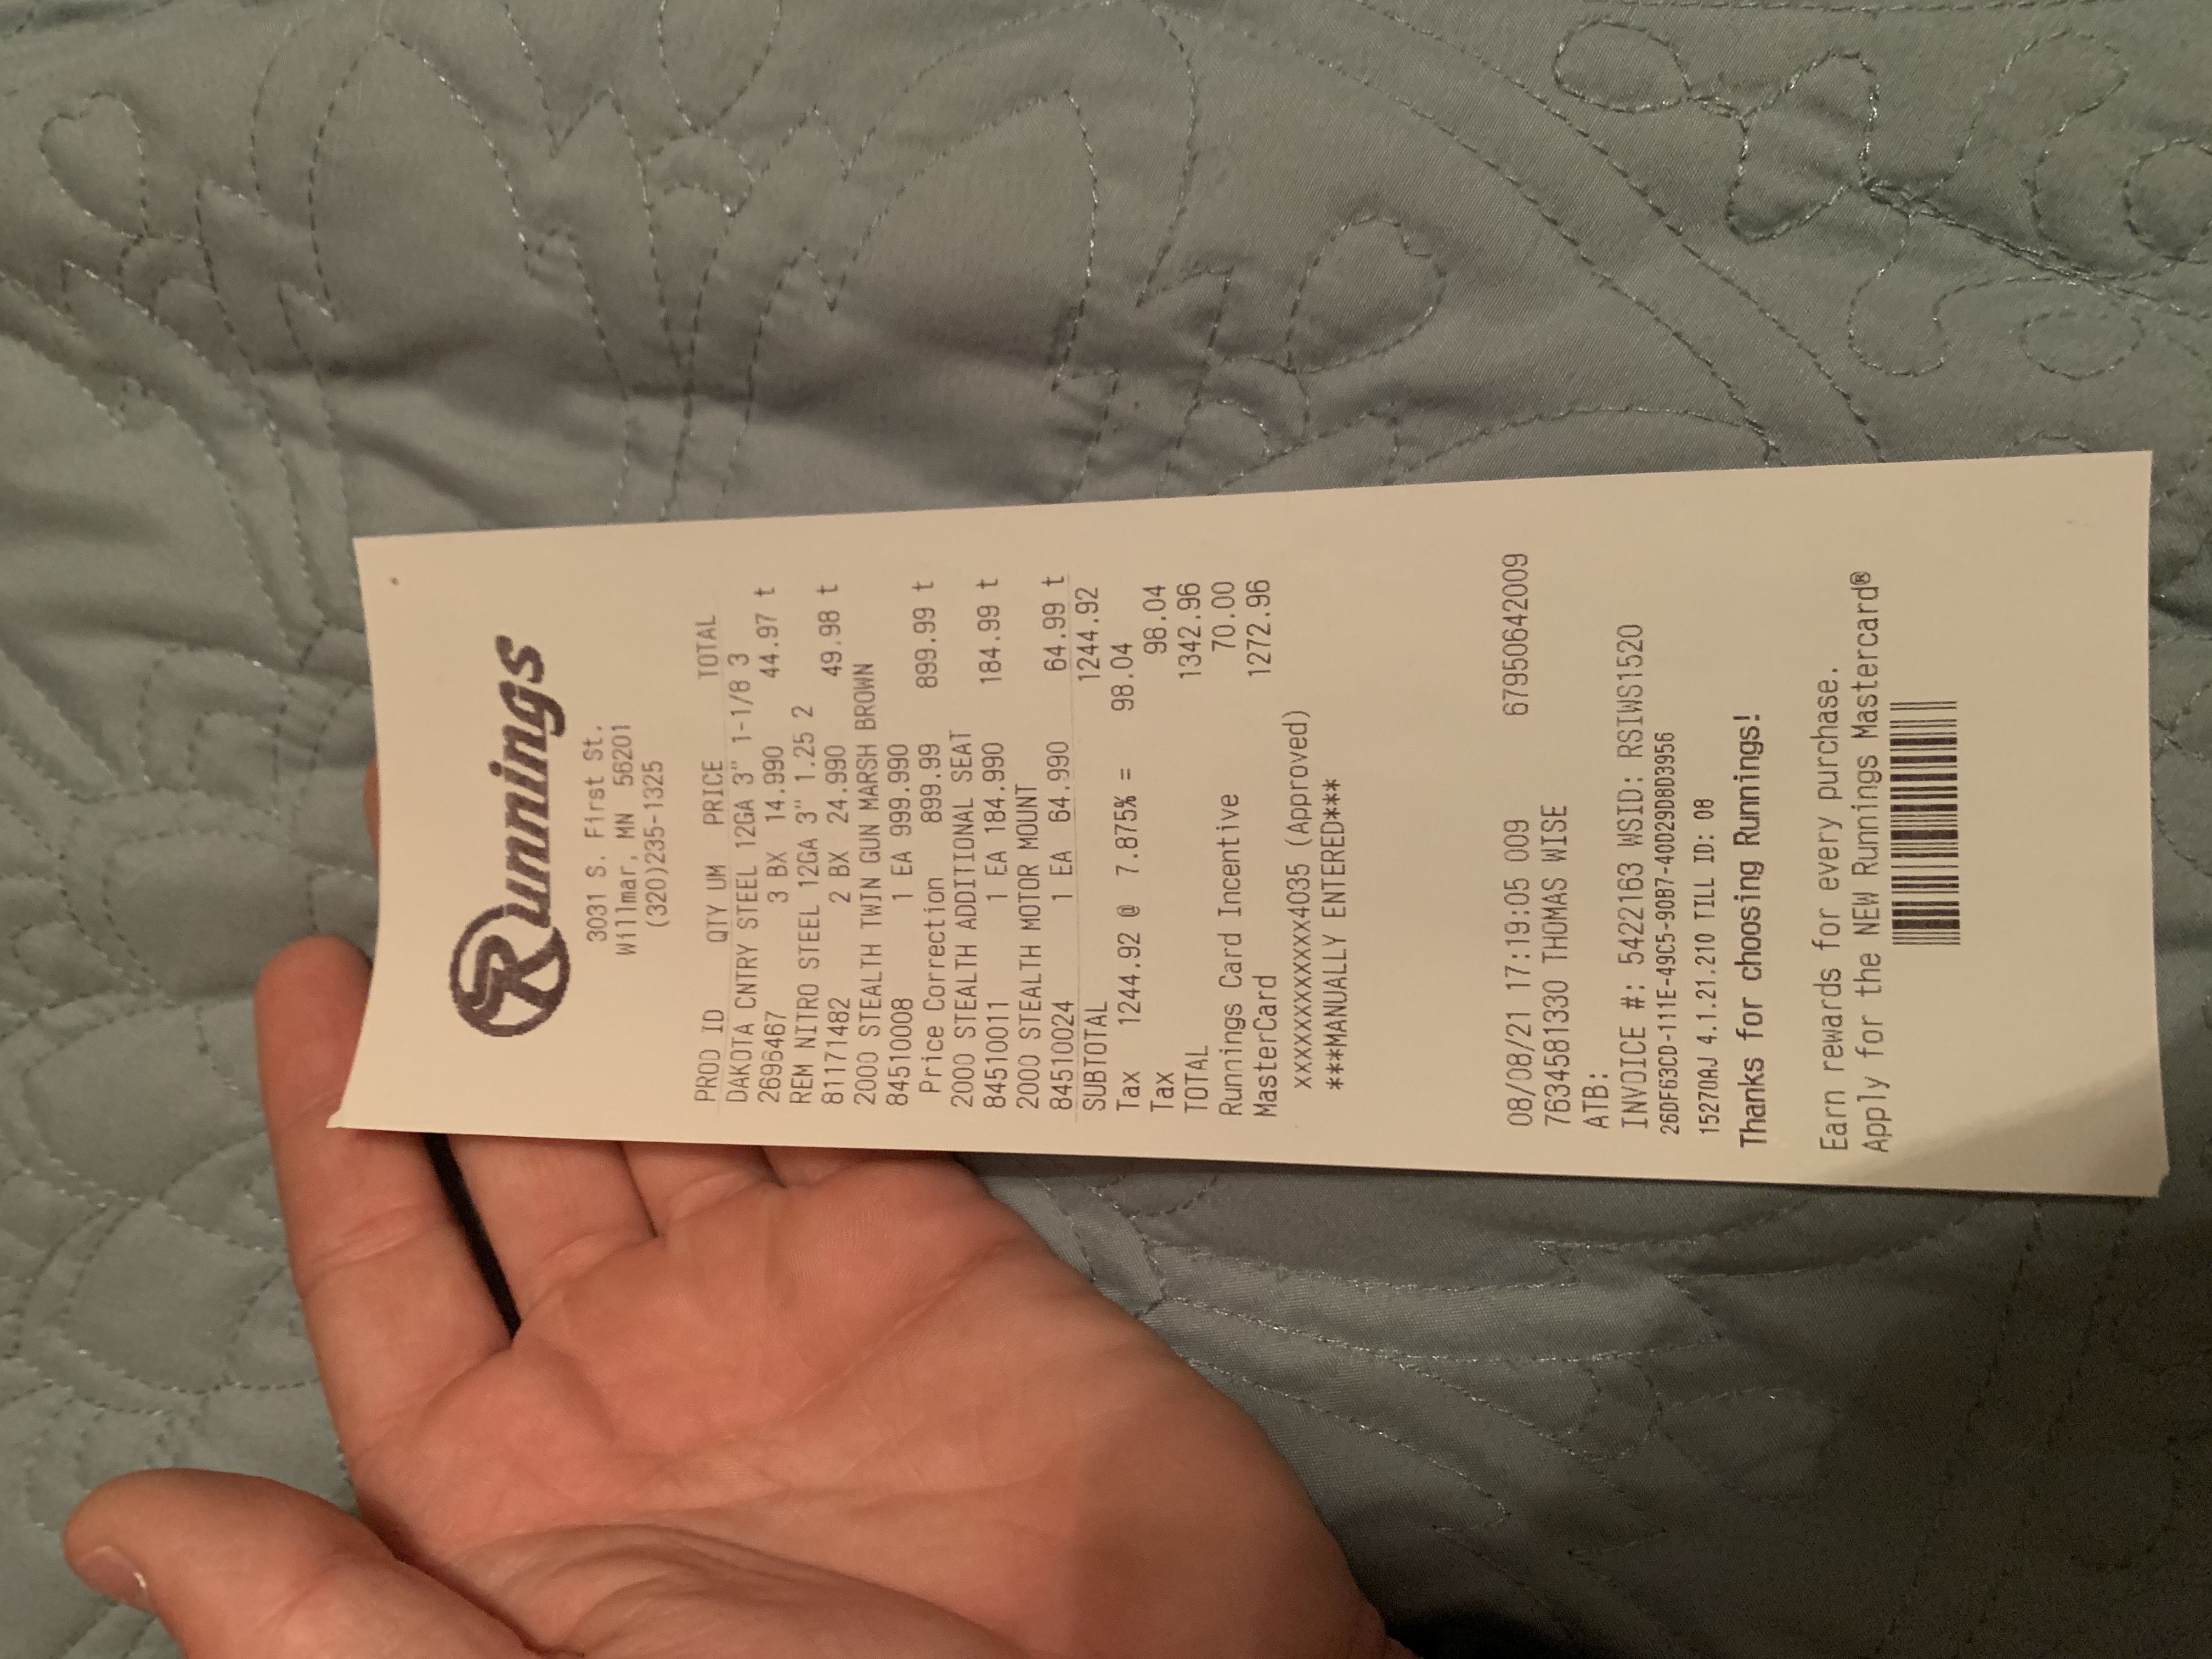 Runnings
3031 S. First St.
Willmar, MN 56201
(320)235-1325
PROD ID QTY UM PRICE TOTAL
DAKOTA CNTRY STEEL 12GA 3" 1-1/8 3
2696467 3 BX 14.990 44.97 t
REM NITRO STEEL 12GA 3" 1.25 2
81171482 2 BX 24.990 49.98 t
2000 STEALTH TWIN GUN MARSH BROWN
84510008 1 EA 999.990
Price Correction 899.99 899.99 t
2000 STEALTH ADDITIONAL SEAT
84510011 1 EA 184.990 184.99 t
2000 STEALTH MOTOR MOUNT
84510024 1 EA 64.990 64.99 t
SUBTOTAL 1244.92
Tax 1244.92 @ 7.875% = 98.04
Tax 98.04
TOTAL 1342.96
Runnings Card Incentive 70.00
MasterCard 1272.96
xxxxxxxxxxxx4035 (Approved)
***MANUALLY ENTERED***
08/08/21 17:19:05 009 67950642009
7634581330 THOMAS WISE
ATB:
INVOICE #: 5422163 WSID: RSIWS1520
26DF63CD-111E-49C5-90B7-40D29D8D3956
15270AJ 4.1.21.210 TILL ID: 08
Thanks for choosing Runnings!
Earn rewards for every purchase.
Apply for the NEW Runnings Mastercard®